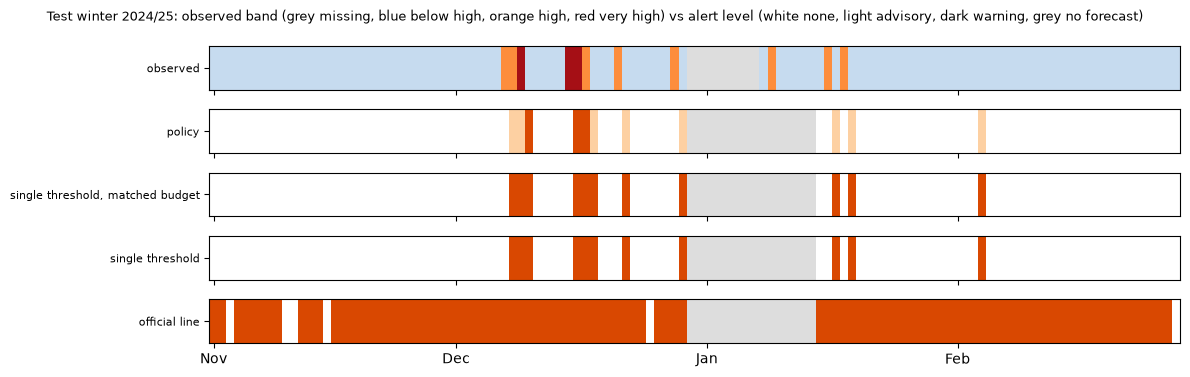 Test winter 2024/25: observed band (grey missing, blue below high, orange high, red very high) vs alert level (white none, light advisory, dark warning, grey no forecast)
observed
policy
single threshold, matched budget
single threshold
official line
Nov Dec Jan Feb